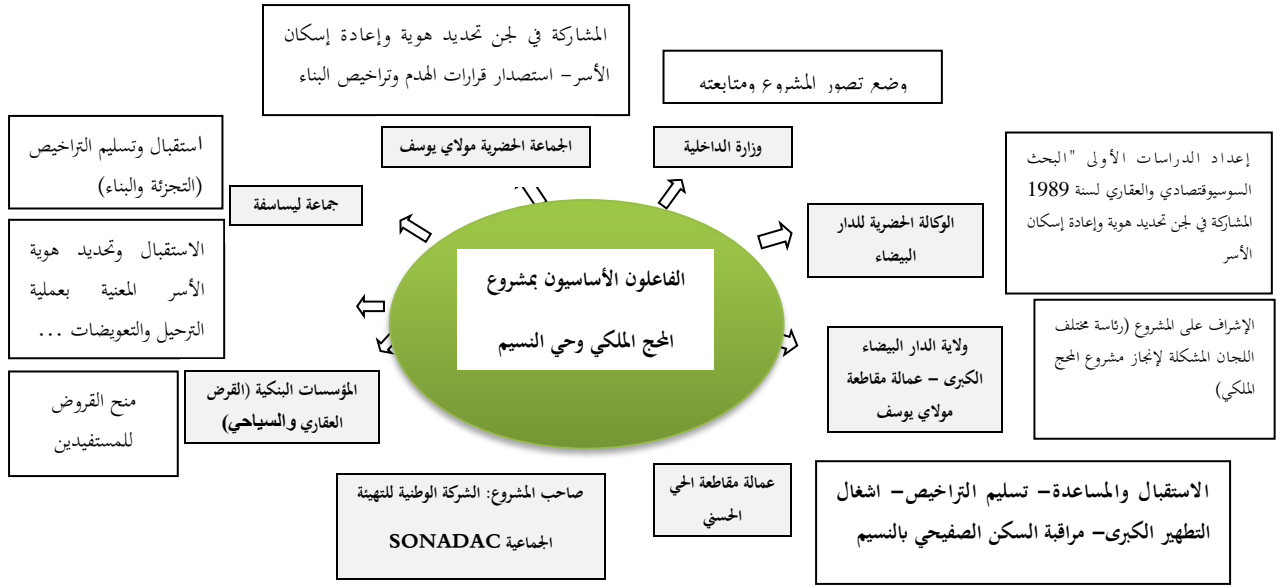 المشاركة في لجن تحديد هوية وإعادة إسكان
الأسر– استصدار قرارات الهدم وتراخيص البناء
وضع تصور المشروع ومتابعته
الجماعة الحضرية مولاي يوسف
وزارة الداخلية
استقبال وتسليم التراخيص
(التجزئة والبناء)
جماعة ليساسفة
إعداد الدراسات الأولى "البحث
السوسيوقتصادي والعقاري لسنة 1989
المشاركة في لجن تحديد هوية وإعادة إسكان
الأسر
الوكالة الحضرية للدار
البيضاء
الاستقبال وتحديد هوية
الأسر المعنية بعملية
الترحيل والتعويضات ...
الفاعلون الأساسيون بمشروع
المحج الملكي وحي النسيم
الإشراف على المشروع (رئاسة مختلف
اللجان المشكلة لإنجاز مشروع المحج
الملكي)
ولاية الدار البيضاء
الكبرى – عمالة مقاطعة
مولاي يوسف
منح القروض
للمستفيدين
المؤسسات البنكية (القرض
العقاري والسياحي)
صاحب المشروع: الشركة الوطنية للتهيئة
الجماعية SONADAC
عمالة مقاطعة الحي
الحسني
الاستقبال والمساعدة– تسليم التراخيص– اشغال
التطهير الكبرى– مراقبة السكن الصفيحي بالنسيم